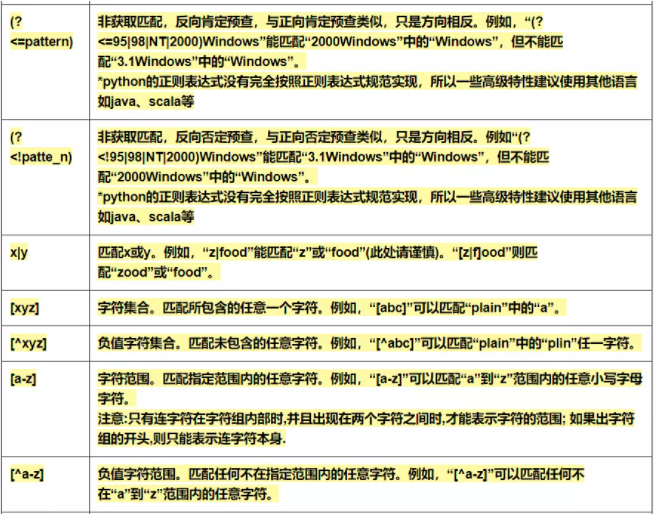 (?
<=pattern)
非获取匹配，反向肯定预查，与正向肯定预查类似，只是方向相反。例如，“(?
<=95|98|NT|2000)Windows”能匹配“2000Windows”中的“Windows”，但不能匹
配“3.1Windows”中的“Windows”。
*python的正则表达式没有完全按照正则表达式规范实现，所以一些高级特性建议使用其他语言
如java、scala等
(?
<!patte_n)
非获取匹配，反向否定预查，与正向否定预查类似，只是方向相反。例如“(?
<!95|98|NT|2000)Windows”能匹配“3.1Windows”中的“Windows”，但不能匹
配“2000Windows”中的“Windows”。
*python的正则表达式没有完全按照正则表达式规范实现，所以一些高级特性建议使用其他语言
如java、scala等
x|y
匹配x或y。例如，“z|food”能匹配“z”或“food”(此处请谨慎)。“[z|f]ood”则匹
配“zood”或“food”。
[xyz]
字符集合。匹配所包含的任意一个字符。例如，“[abc]”可以匹配“plain”中的“a”。
[^xyz]
负值字符集合。匹配未包含的任意字符。例如，“[^abc]”可以匹配“plain”中的“plin”任一字符。
[a-z]
字符范围。匹配指定范围内的任意字符。例如，“[a-z]”可以匹配“a”到“z”范围内的任意小写字母
字符。
注意:只有连字符在字符组内部时,并且出现在两个字符之间时,才能表示字符的范围; 如果出字符
组的开头,则只能表示连字符本身.
[^a-z]
负值字符范围。匹配任何不在指定范围内的任意字符。例如，“[^a-z]”可以匹配任何不
在“a”到“z”范围内的任意字符。